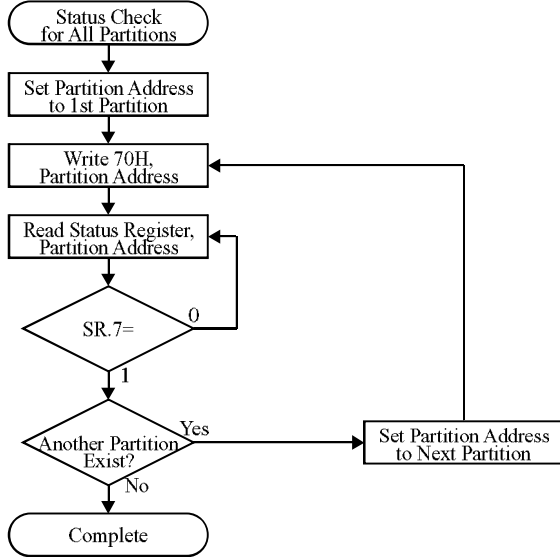 Status Check
for All Partitions
Set Partition Address
to 1st Partition
Write 70H,
Partition Address
Read Status Register,
Partition Address
SR.7=
0
1
Another Partition
Exist?
Yes
Set Partition Address
to Next Partition
No
Complete